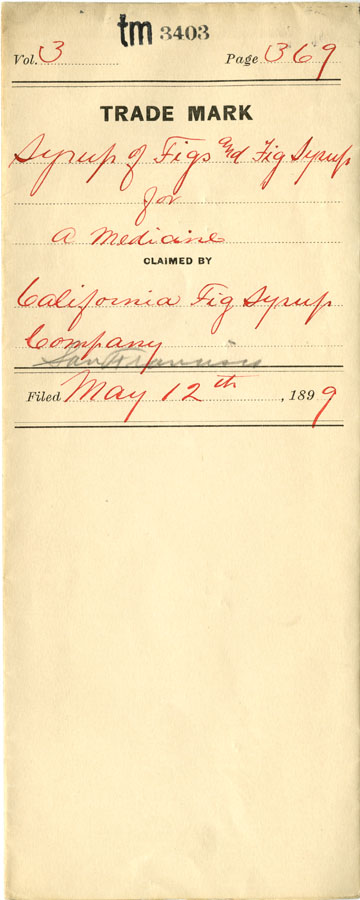 tm 3403
Vol. 3 Page 369
TRADE MARK
Syrup of Figs and Fig Syrup
for
a Medicine
CLAIMED BY
California Fig Syrup
Company
San Francisco
Filed May 12th, 1899